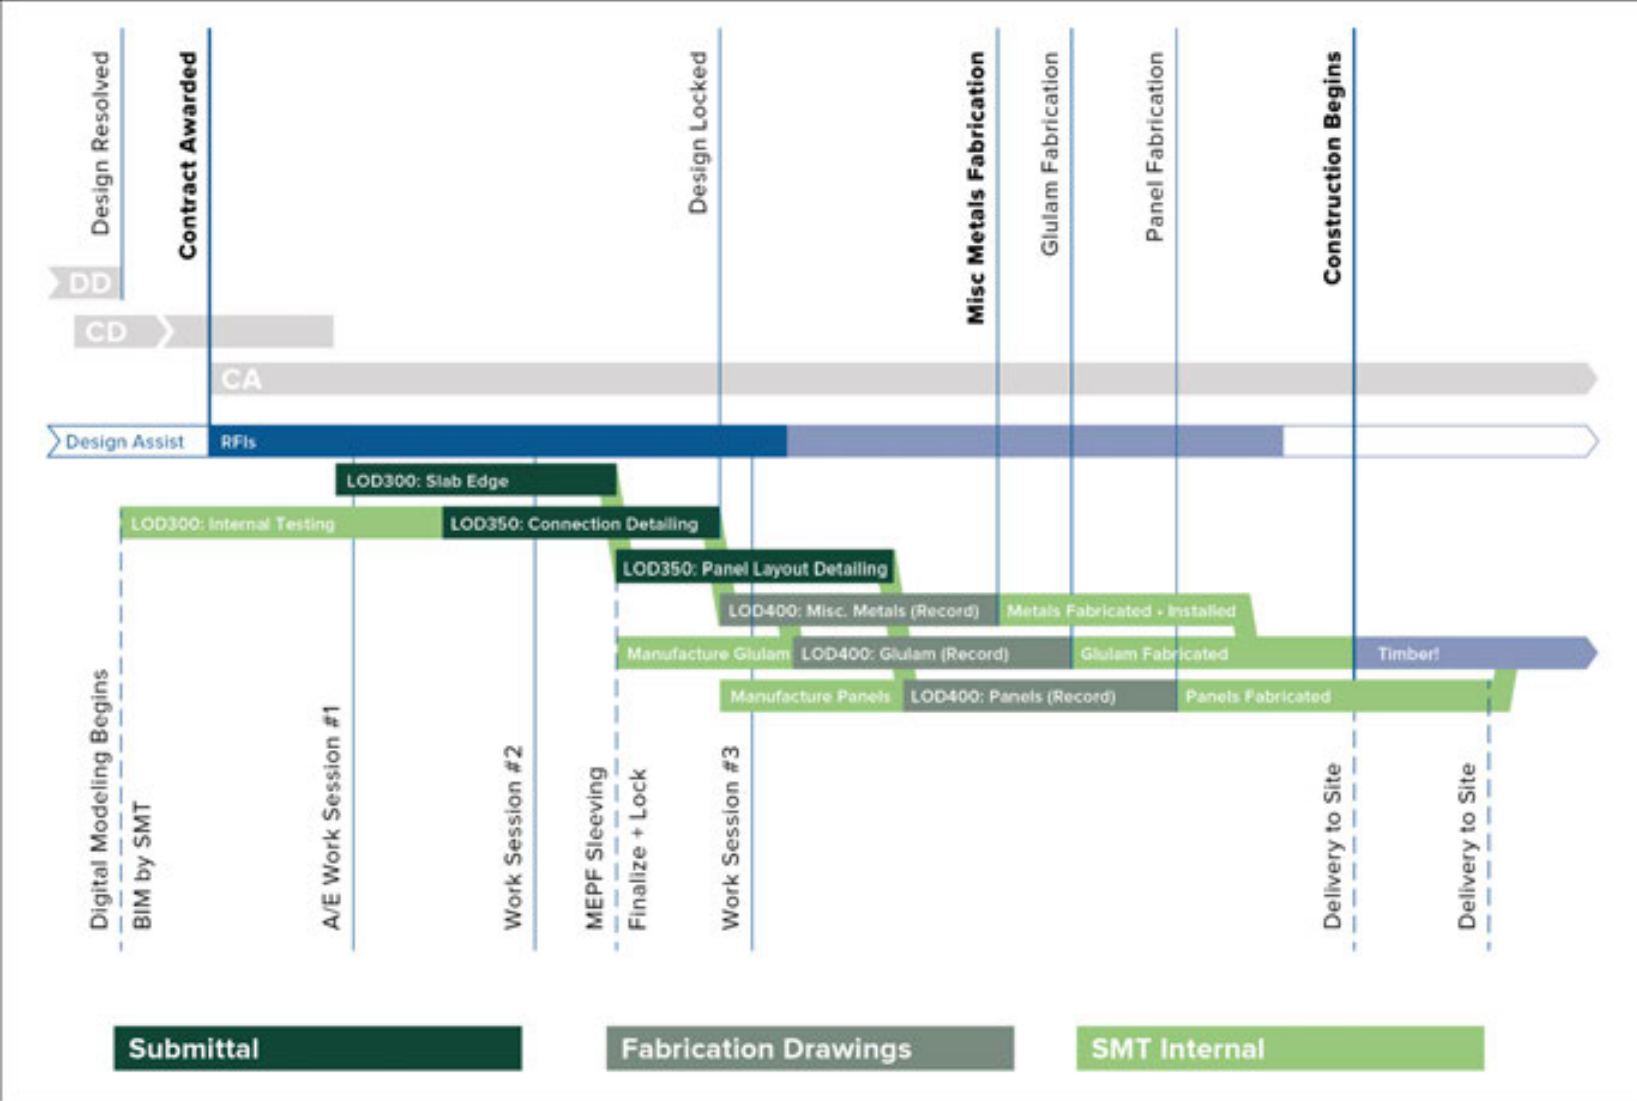 Design Resolved
Contract Awarded
Design Locked
Misc Metals Fabrication
Glulam Fabrication
Panel Fabrication
Construction Begins
DD
CD
CA
Design Assist
RFIs
LOD300: Slab Edge
LOD300: Internal Testing
LOD350: Connection Detailing
LOD350: Panel Layout Detailing
LOD400: Misc. Metals (Record)
Metals Fabricated • Installed
Manufacture Glulam
LOD400: Glulam (Record)
Glulam Fabricated
Timber!
Manufacture Panels
LOD400: Panels (Record)
Panels Fabricated
Digital Modeling Begins
BIM by SMT
A/E Work Session #1
Work Session #2
MEPF Sleeving
Finalize + Lock
Work Session #3
Delivery to Site
Delivery to Site
Submittal
Fabrication Drawings
SMT Internal